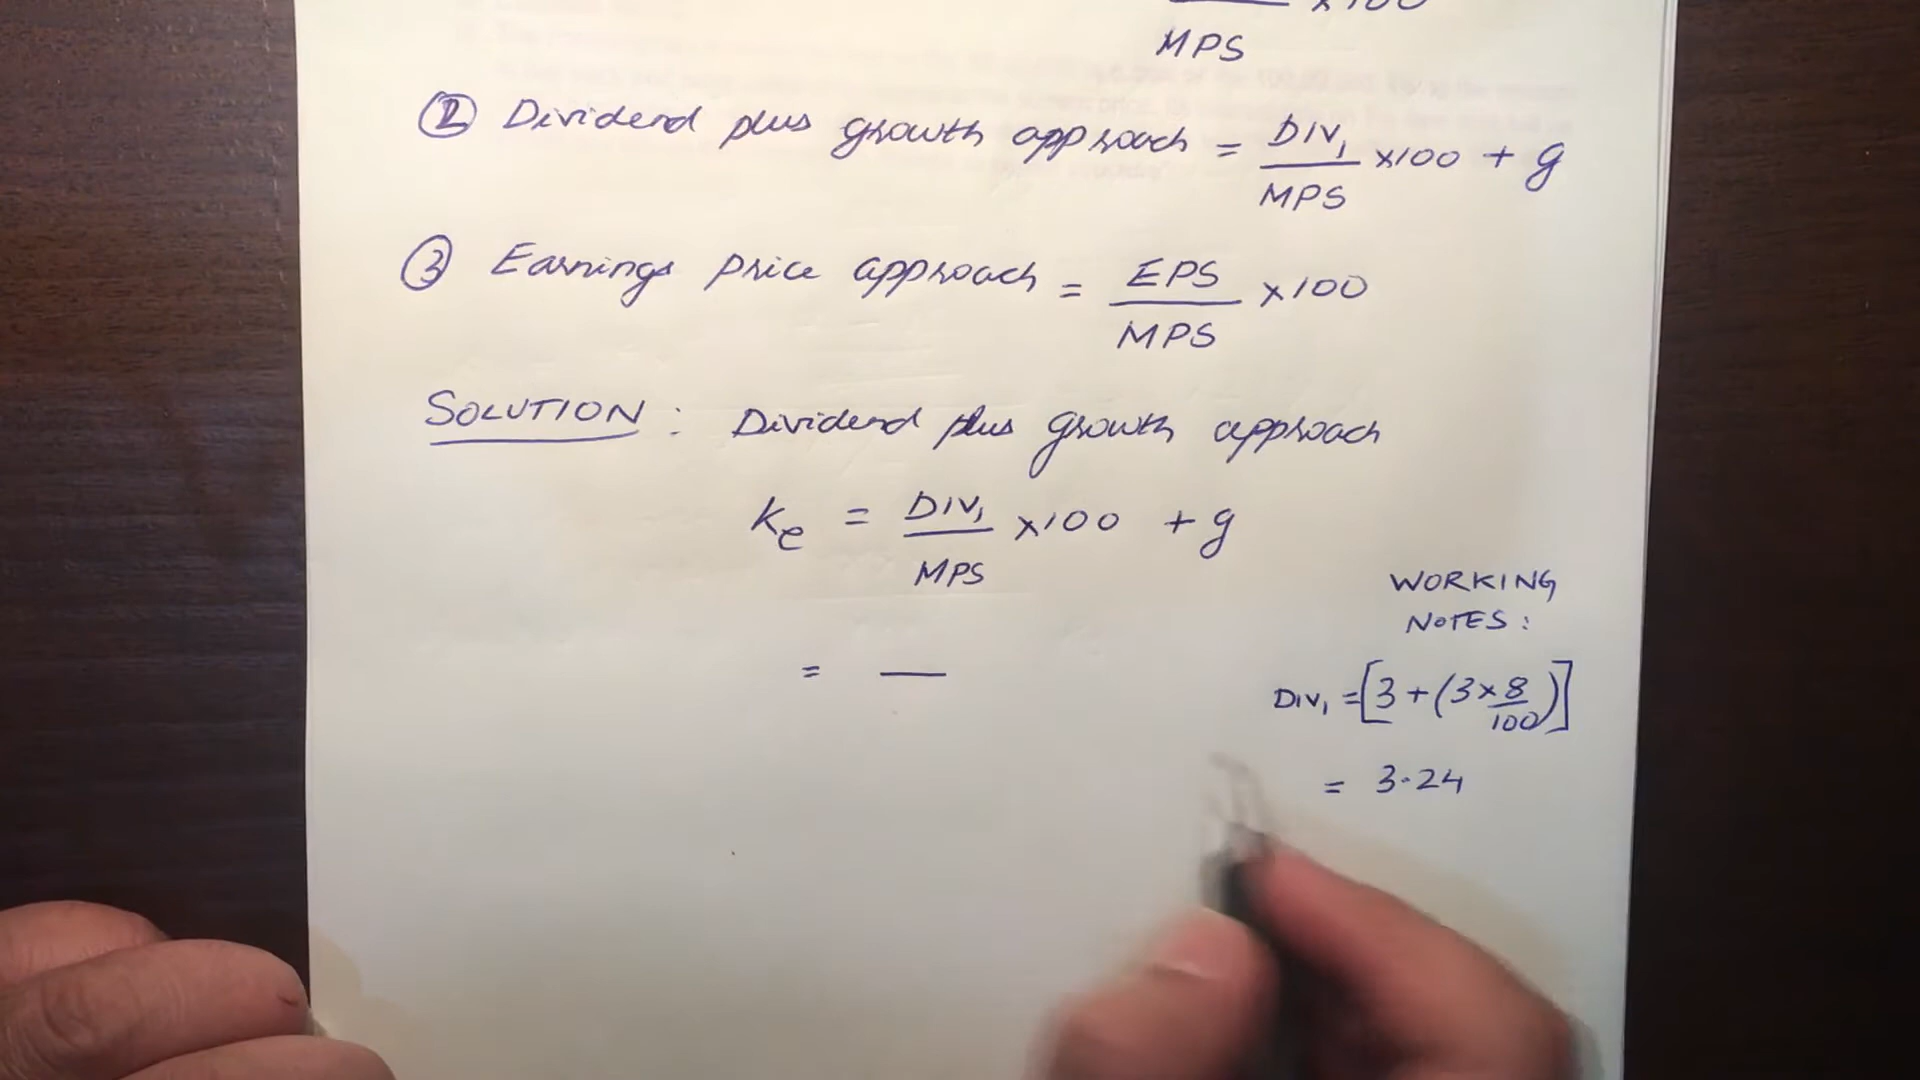 x100
MPS
② Dividend plus growth approach = DIV₁/MPS x100 + g
③ Earnings price approach = EPS/MPS x100
SOLUTION : Dividend plus growth approach
Ke = DIV₁/MPS x100 + g
WORKING
NOTES :
= —
DIV₁ = [3 + (3 x 8/100)]
= 3.24